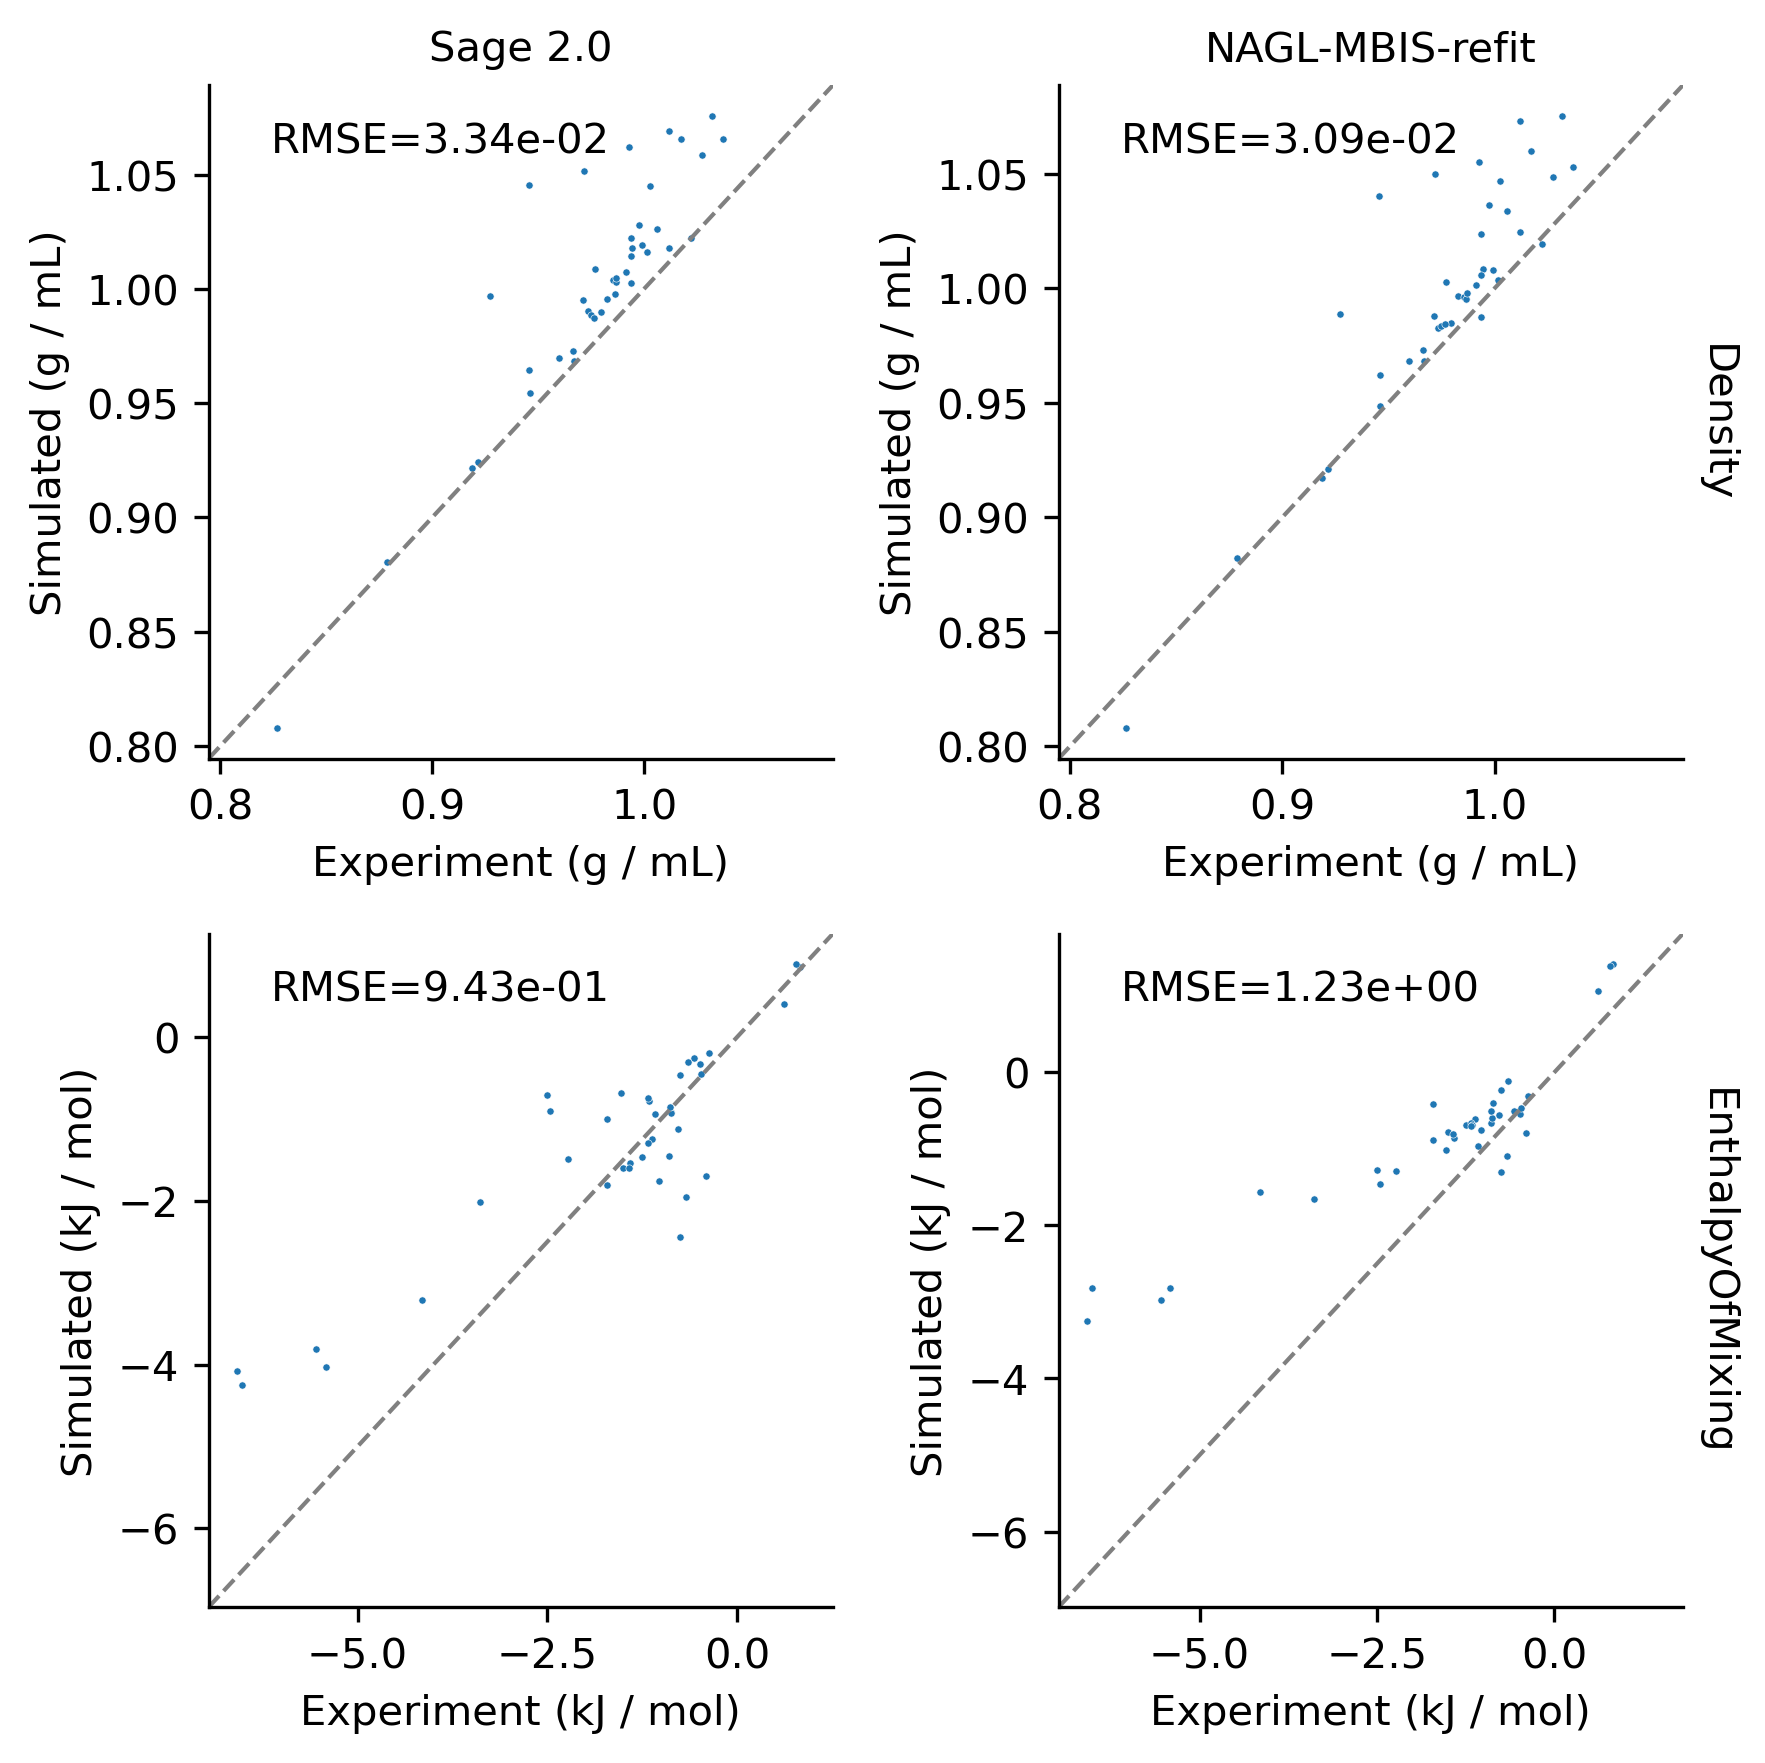 Sage 2.0
NAGL-MBIS-refit
RMSE=3.34e-02
1.05
1.00
0.95
0.90
0.85
0.80
Simulated (g / mL)
0.8
0.9
1.0
Experiment (g / mL)
RMSE=3.09e-02
1.05
1.00
0.95
0.90
0.85
0.80
Simulated (g / mL)
0.8
0.9
1.0
Experiment (g / mL)
Density
RMSE=9.43e-01
0
−2
−4
−6
Simulated (kJ / mol)
−5.0
−2.5
0.0
Experiment (kJ / mol)
RMSE=1.23e+00
0
−2
−4
−6
Simulated (kJ / mol)
−5.0
−2.5
0.0
Experiment (kJ / mol)
EnthalpyOfMixing